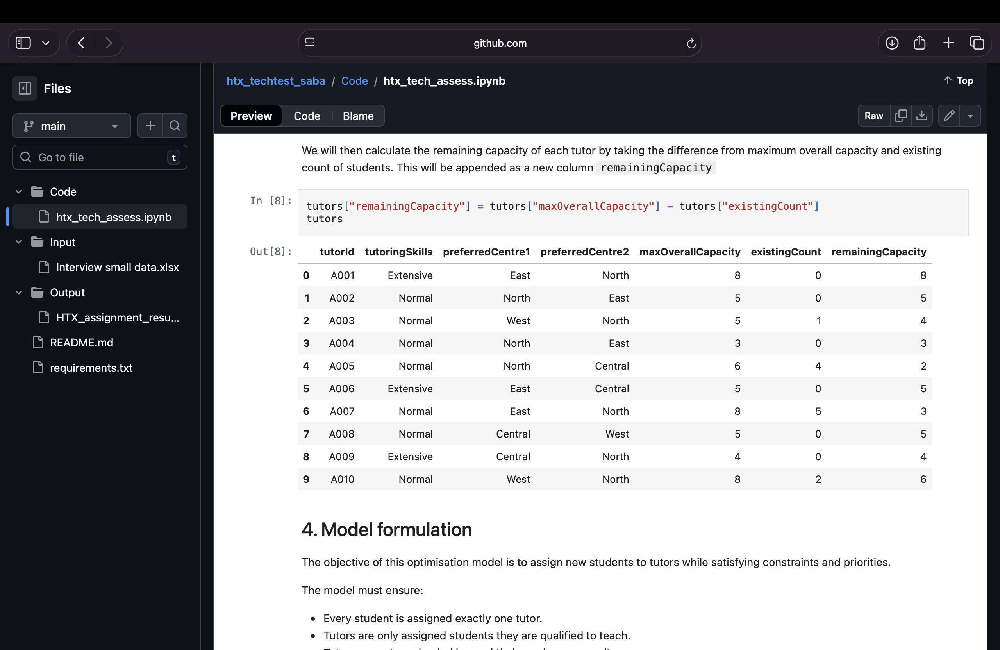 github.com
Files
main
Go to file
t
Code
htx_tech_assess.ipynb
Input
Interview small data.xlsx
Output
HTX_assignment_resu...
README.md
requirements.txt
htx_techtest_saba / Code / htx_tech_assess.ipynb
Top
Preview Code Blame
Raw
We will then calculate the remaining capacity of each tutor by taking the difference from maximum overall capacity and existing
count of students. This will be appended as a new column remainingCapacity
In [8]:
tutors["remainingCapacity"] = tutors["maxOverallCapacity"] - tutors["existingCount"]
tutors
Out[8]:
tutorId tutoringSkills preferredCentre1 preferredCentre2 maxOverallCapacity existingCount remainingCapacity
0 A001 Extensive East North 8 0 8
1 A002 Normal North East 5 0 5
2 A003 Normal West North 5 1 4
3 A004 Normal North East 3 0 3
4 A005 Normal North Central 6 4 2
5 A006 Extensive East Central 5 0 5
6 A007 Normal East North 8 5 3
7 A008 Normal Central West 5 0 5
8 A009 Extensive Central North 4 0 4
9 A010 Normal West North 8 2 6
4. Model formulation
The objective of this optimisation model is to assign new students to tutors while satisfying constraints and priorities.
The model must ensure:
• Every student is assigned exactly one tutor.
• Tutors are only assigned students they are qualified to teach.